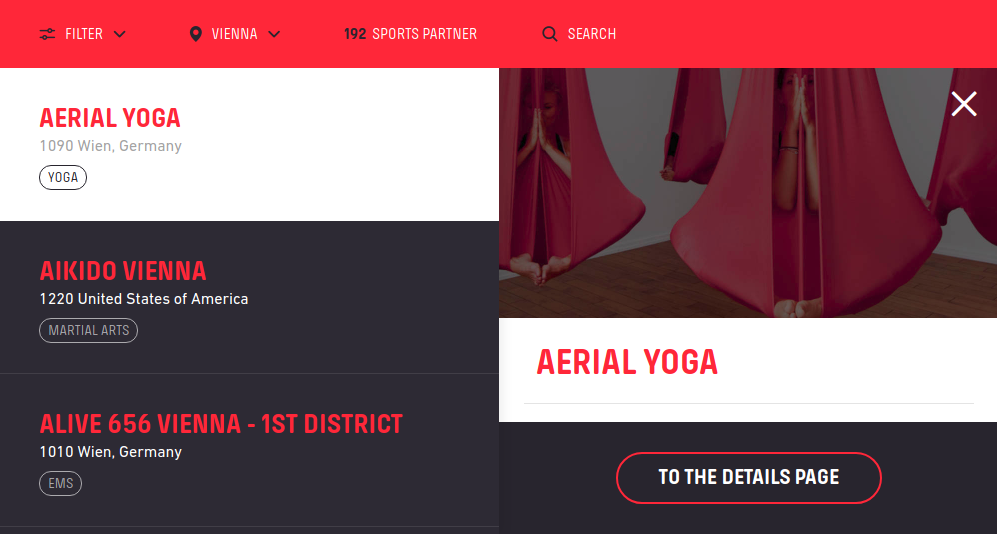 FILTER
VIENNA
192 SPORTS PARTNER
SEARCH
AERIAL YOGA
1090 Wien, Germany
YOGA
AIKIDO VIENNA
1220 United States of America
MARTIAL ARTS
ALIVE 656 VIENNA - 1ST DISTRICT
1010 Wien, Germany
EMS
AERIAL YOGA
TO THE DETAILS PAGE